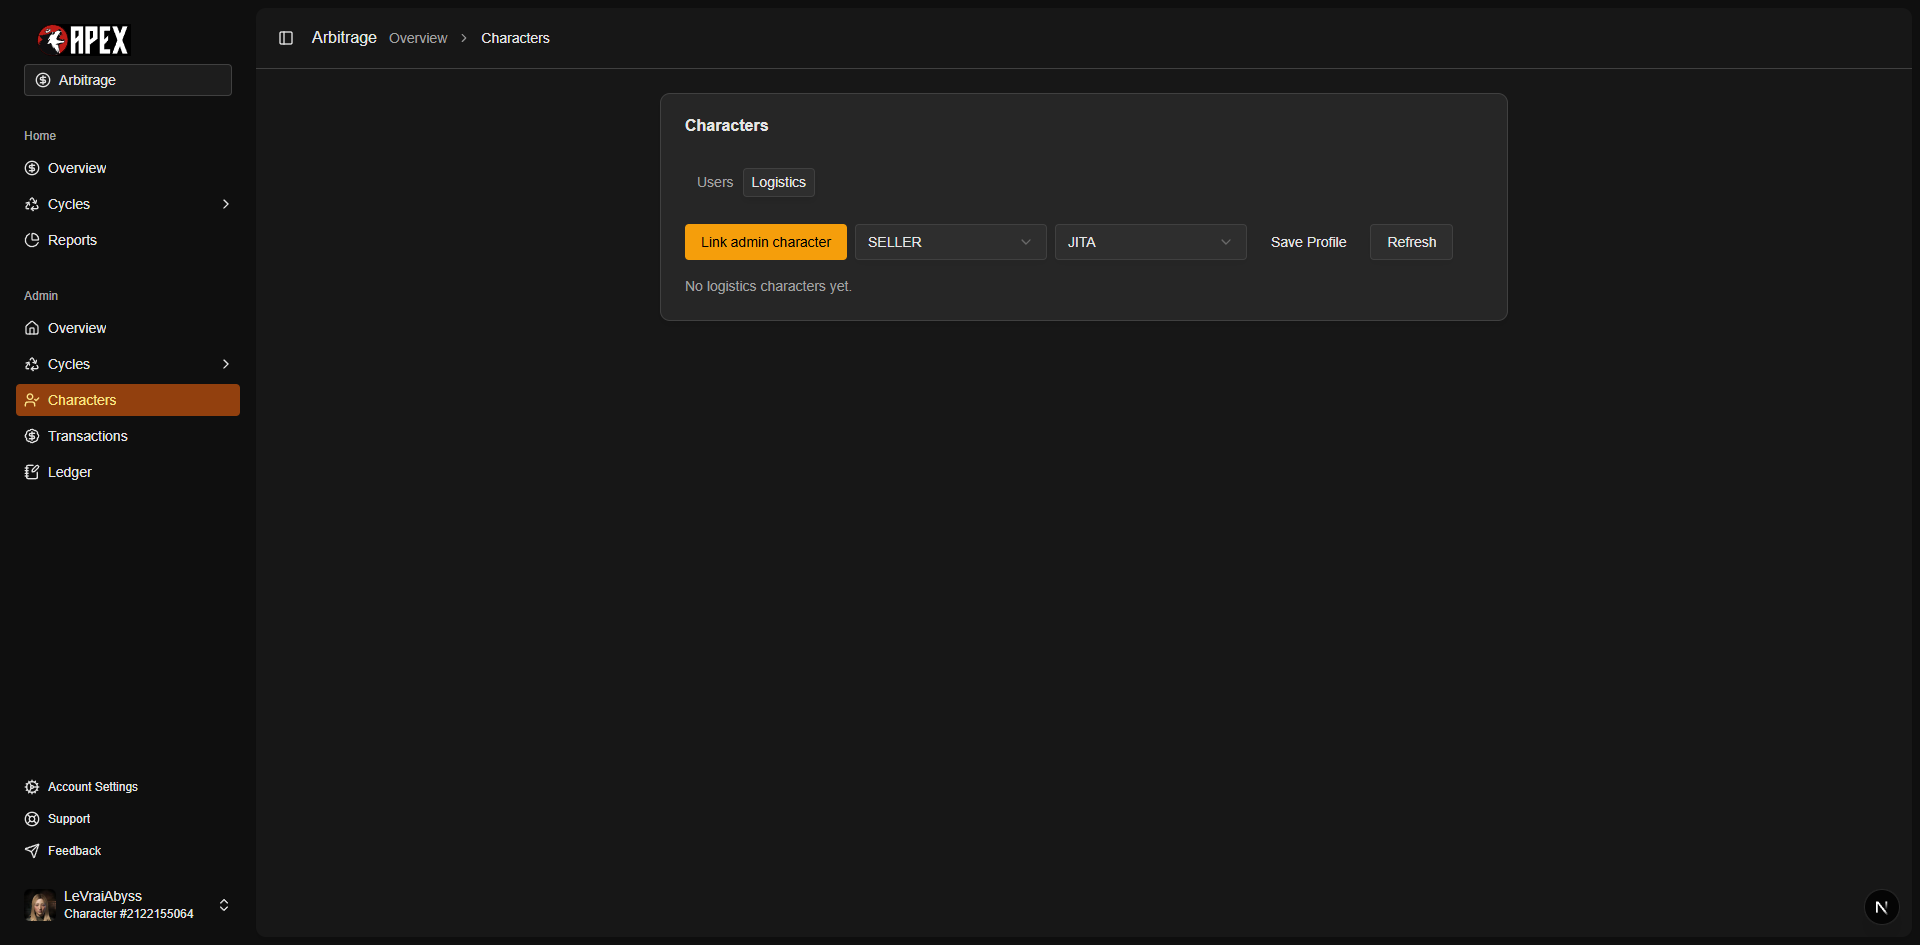 APEX
Arbitrage
Home
Overview
Cycles
Reports
Admin
Overview
Cycles
Characters
Transactions
Ledger
Account Settings
Support
Feedback
LeVraiAbyss
Character #2122155064
Arbitrage Overview > Characters
Characters
Users Logistics
Link admin character SELLER JITA Save Profile Refresh
No logistics characters yet.
N